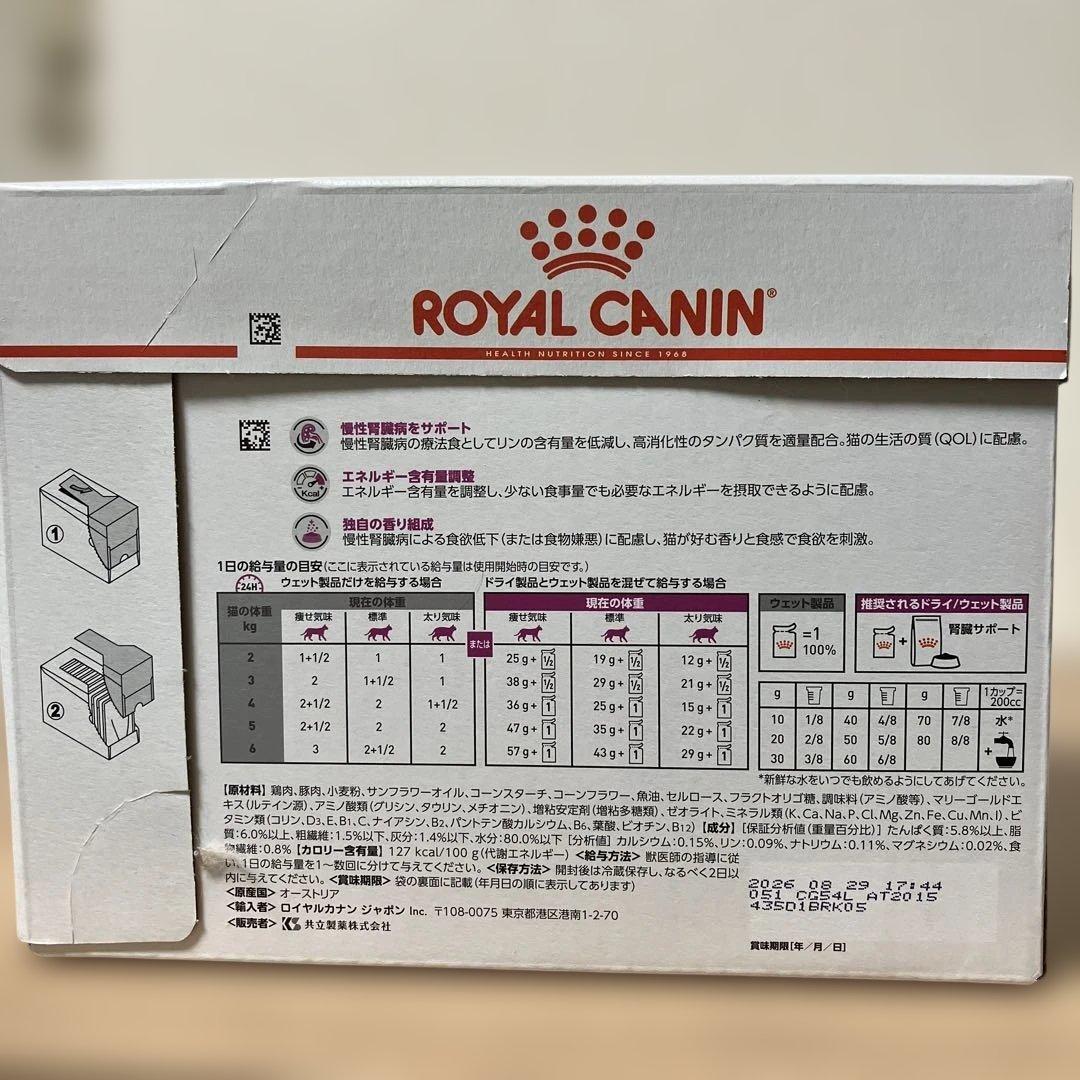 ROYAL CANIN®
HEALTH NUTRITION SINCE 1968
慢性腎臓病をサポート
慢性腎臓病の療法食としてリンの含有量を低減し、高消化性のタンパク質を適量配合。猫の生活の質(QOL)に配慮。
Kcal
エネルギー含有量調整
エネルギー含有量を調整し、少ない食事量でも必要なエネルギーを摂取できるように配慮。
独自の香り組成
慢性腎臓病による食欲低下(または食物嫌悪)に配慮し、猫が好む香りと食感で食欲を刺激。
①
②
1日の給与量の目安(ここに表示されている給与量は使用開始時の目安です。)
24H ウェット製品だけを給与する場合
猫の体重 kg 現在の体重
痩せ気味 標準 太り気味
2 1+1/2 1 1
3 2 1+1/2 1
4 2+1/2 2 1+1/2
5 2+1/2 2 2
6 3 2+1/2 2
または
ドライ製品とウェット製品を混ぜて給与する場合
現在の体重
痩せ気味 標準 太り気味
25g+ 1/2 19g+ 1/2 12g+ 1/2
38g+ 1/2 29g+ 1/2 21g+ 1/2
36g+ 1 25g+ 1 15g+ 1
47g+ 1 35g+ 1 22g+ 1
57g+ 1 43g+ 1 29g+ 1
ウェット製品
=1
100%
推奨されるドライ/ウェット製品
+ 腎臓サポート
g g g 1カップ=200cc
10 1/8 40 4/8 70 7/8 水*
20 2/8 50 5/8 80 8/8 +
30 3/8 60 6/8
*新鮮な水をいつでも飲めるようにしてあげてください。
【原材料】鶏肉、豚肉、小麦粉、サンフラワーオイル、コーンスターチ、コーンフラワー、魚油、セルロース、フラクトオリゴ糖、調味料(アミノ酸等)、マリーゴールドエ
キス(ルテイン源)、アミノ酸類(グリシン、タウリン、メチオニン)、増粘安定剤(増粘多糖類)、ゼオライト、ミネラル類(K、Ca、Na、P、Cl、Mg、Zn、Fe、Cu、Mn、I)、ビ
タミン類(コリン、D3、E、B1、C、ナイアシン、B2、パントテン酸カルシウム、B6、葉酸、ビオチン、B12)【成分】[保証分析値(重量百分比)]たんぱく質:5.8%以上、脂
質:6.0%以上、粗繊維:1.5%以下、灰分:1.4%以下、水分:80.0%以下[分析値]カルシウム:0.15%、リン:0.09%、ナトリウム:0.11%、マグネシウム:0.02%、食
物繊維:0.8%【カロリー含有量】127 kcal/100 g(代謝エネルギー)<給与方法>獣医師の指導に従
い、1日の給与量を1~数回に分けて与えてください。<保存方法>開封後は冷蔵保存し、なるべく2日以
内に与えてください。<賞味期限>袋の裏面に記載(年月日の順に表示してあります)
<原産国>オーストリア
<輸入者>ロイヤルカナン ジャポン Inc. 〒108-0075 東京都港区港南1-2-70
<販売者> 共立製薬株式会社
2026 08 29 17:44
051 CG54L AT2015
435D1BRK05
賞味期限[年/月/日]